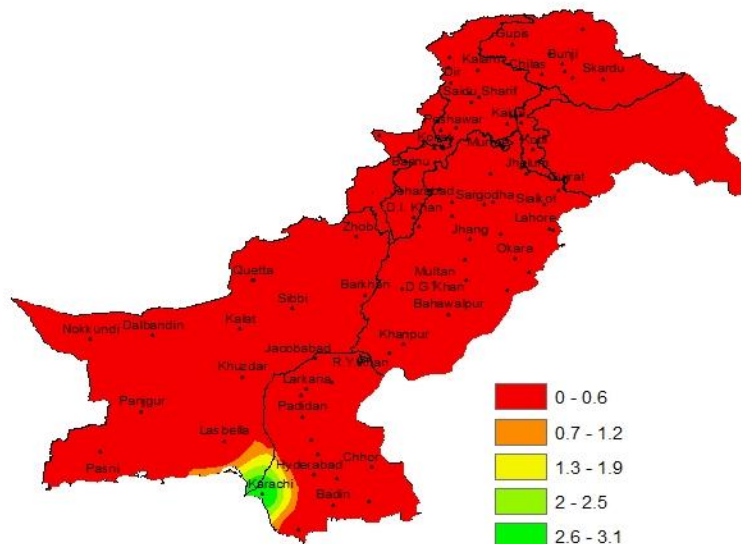 Gupis
Bunji
Kalam
Chilas
Skardu
Dir
Saidu Sharif
Kakul
Peshawar
Bannu
Jhelum
Sargodha
Sialkot
D.I. Khan
Lahore
Zhob
Jhang
Okara
Quetta
Multan
Barkhan
D.G Khan
Sibbi
Bahawalpur
Nokkundi
Dalbandin
Kalat
Khanpur
Jacobabad
Khuzdar
Larkana
Panjgur
Padidan
Lasbella
Pasni
Hyderabad
Chhor
Karachi
Badin
0 - 0.6
0.7 - 1.2
1.3 - 1.9
2 - 2.5
2.6 - 3.1